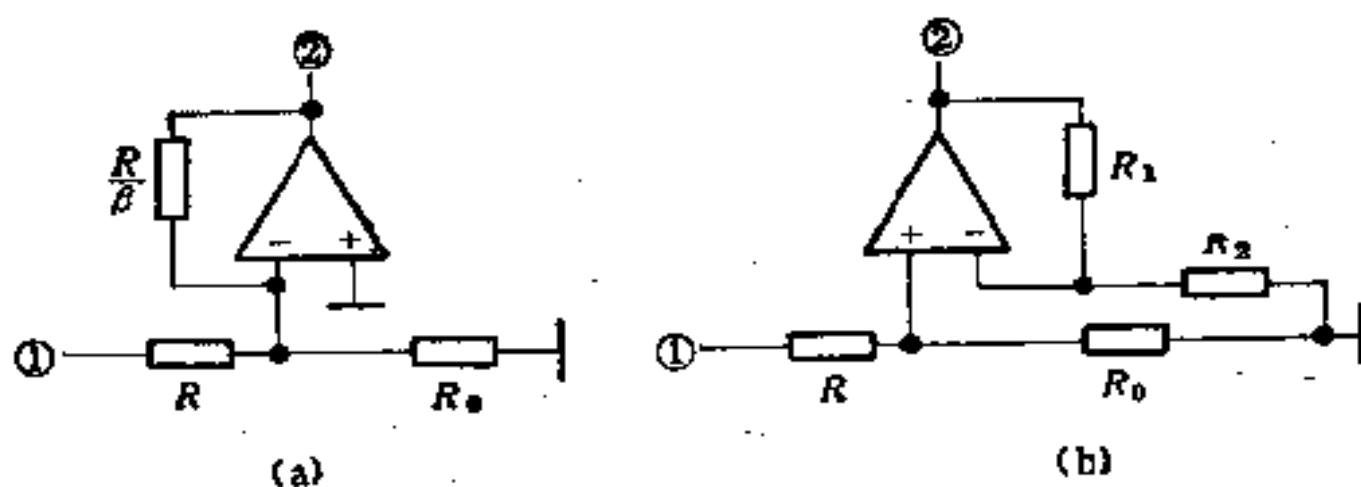 ② ②
R/β
R₁
− + + −
R₂
① R R₀ ① R R₀
(a) (b)